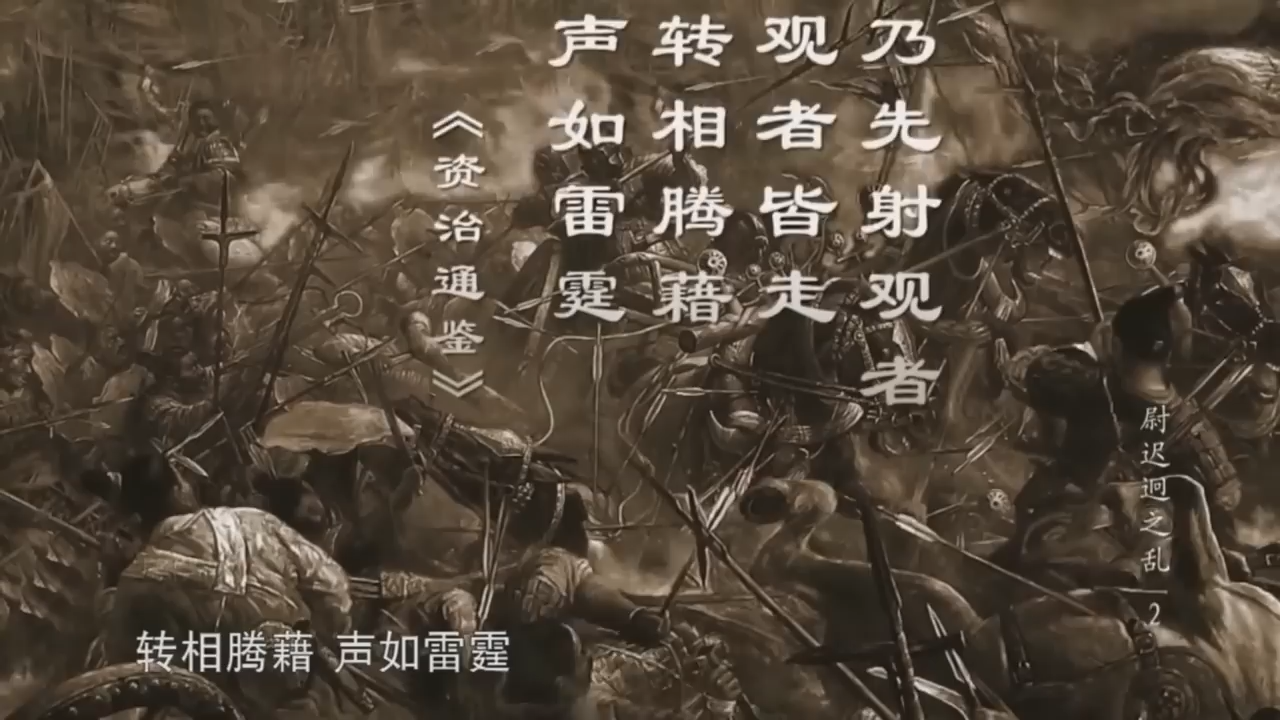 乃先射观者
观者皆走
转相腾藉
声如雷霆
《资治通鉴》
尉迟迥之乱
2
转相腾藉 声如雷霆